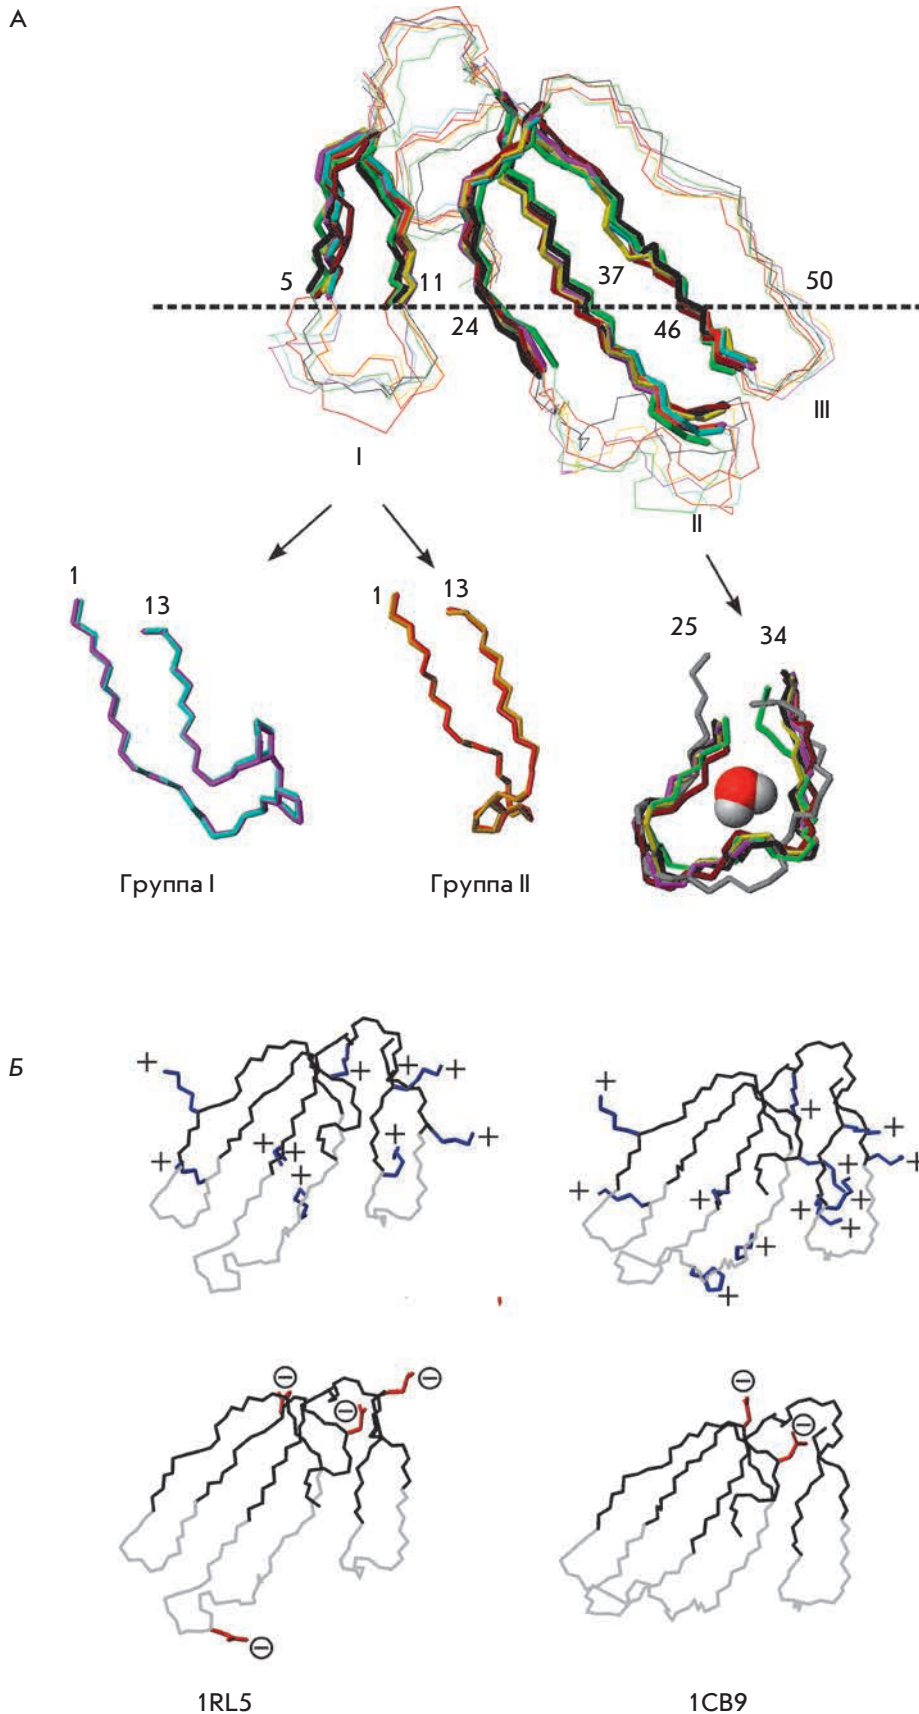 А
5
11
37
50
24
46
III
I
II
1
13
1
13
25
34
Группа I
Группа II
Б
+ + + + +
+ + + +
+ + +
+ + + +
+
+ +
+
+
+
+
⊖ ⊖
⊖
⊖
⊖
⊖
1RL5
1CB9